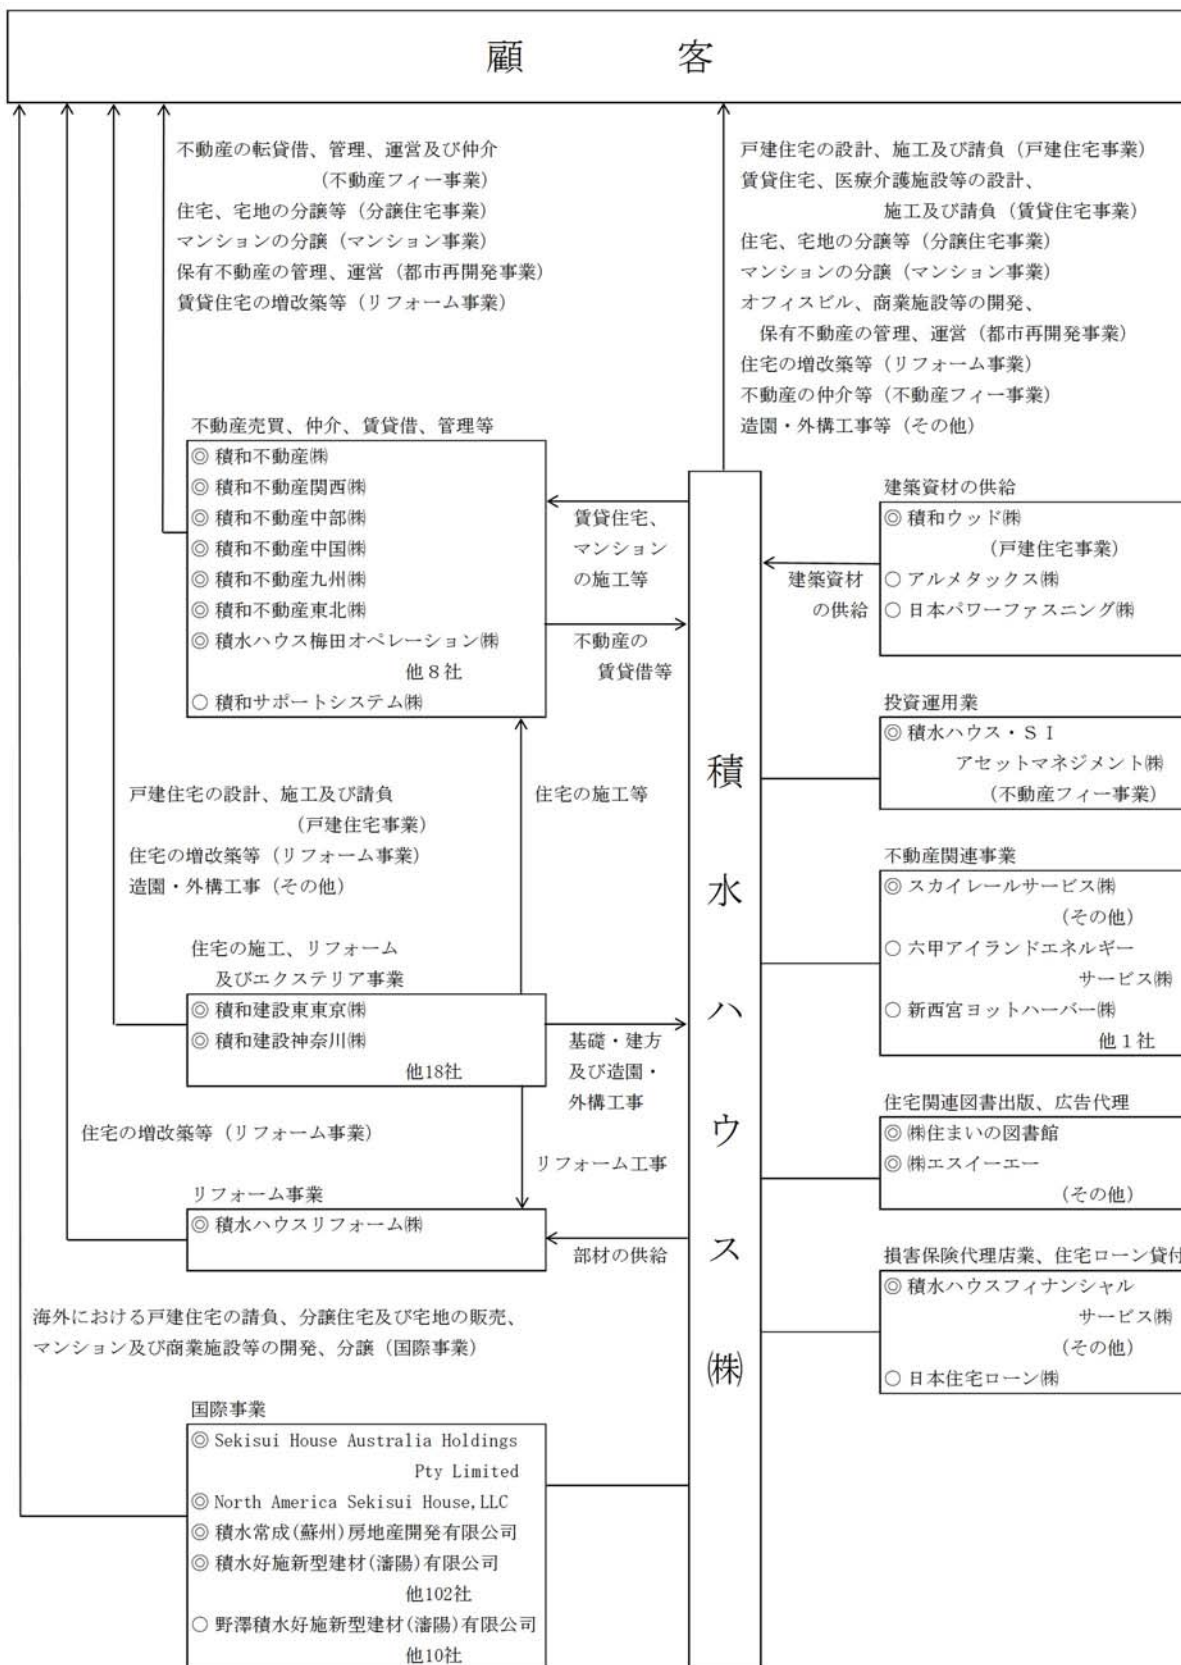 顧客
不動産の転貸借、管理、運営及び仲介
(不動産フィー事業)
住宅、宅地の分譲等 (分譲住宅事業)
マンションの分譲 (マンション事業)
保有不動産の管理、運営 (都市再開発事業)
賃貸住宅の増改築等 (リフォーム事業)
戸建住宅の設計、施工及び請負 (戸建住宅事業)
賃貸住宅、医療介護施設等の設計、
施工及び請負 (賃貸住宅事業)
住宅、宅地の分譲等 (分譲住宅事業)
マンションの分譲 (マンション事業)
オフィスビル、商業施設等の開発、
保有不動産の管理、運営 (都市再開発事業)
住宅の増改築等 (リフォーム事業)
不動産の仲介等 (不動産フィー事業)
造園・外構工事等 (その他)
不動産売買、仲介、賃貸借、管理等
◎ 積和不動産㈱
◎ 積和不動産関西㈱
◎ 積和不動産中部㈱
◎ 積和不動産中国㈱
◎ 積和不動産九州㈱
◎ 積和不動産東北㈱
◎ 積水ハウス梅田オペレーション㈱
他８社
○ 積和サポートシステム㈱
賃貸住宅、
マンション
の施工等
不動産の
賃貸借等
建築資材の供給
◎ 積和ウッド㈱
(戸建住宅事業)
○ アルメタックス㈱
○ 日本パワーファスニング㈱
建築資材
の供給
積水ハウス㈱
投資運用業
◎ 積水ハウス・ＳＩ
アセットマネジメント㈱
(不動産フィー事業)
戸建住宅の設計、施工及び請負
(戸建住宅事業)
住宅の増改築等 (リフォーム事業)
造園・外構工事 (その他)
住宅の施工等
不動産関連事業
◎ スカイレールサービス㈱
(その他)
○ 六甲アイランドエネルギー
サービス㈱
○ 新西宮ヨットハーバー㈱
他１社
住宅の施工、リフォーム
及びエクステリア事業
◎ 積和建設東東京㈱
◎ 積和建設神奈川㈱
他18社
基礎・建方
及び造園・
外構工事
住宅関連図書出版、広告代理
◎ ㈱住まいの図書館
◎ ㈱エスイーエー
(その他)
住宅の増改築等 (リフォーム事業)
リフォーム工事
リフォーム事業
◎ 積水ハウスリフォーム㈱
部材の供給
損害保険代理店業、住宅ローン貸付
◎ 積水ハウスフィナンシャル
サービス㈱
(その他)
○ 日本住宅ローン㈱
海外における戸建住宅の請負、分譲住宅及び宅地の販売、
マンション及び商業施設等の開発、分譲 (国際事業)
国際事業
◎ Sekisui House Australia Holdings
Pty Limited
◎ North America Sekisui House,LLC
◎ 積水常成(蘇州)房地産開発有限公司
◎ 積水好施新型建材(瀋陽)有限公司
他102社
○ 野澤積水好施新型建材(瀋陽)有限公司
他10社